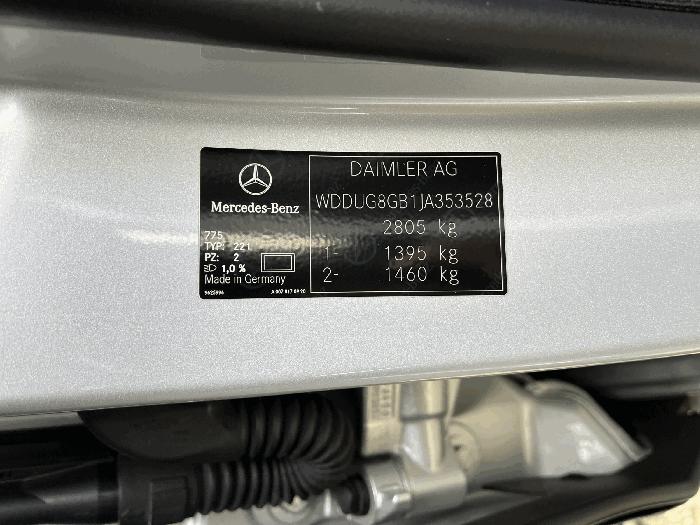 DAIMLER AG
Mercedes-Benz
WDDUG8GB1JA353528
2805 kg
775
TYP: 221
1- 1395 kg
PZ: 2
1,0 %
2- 1460 kg
Made in Germany